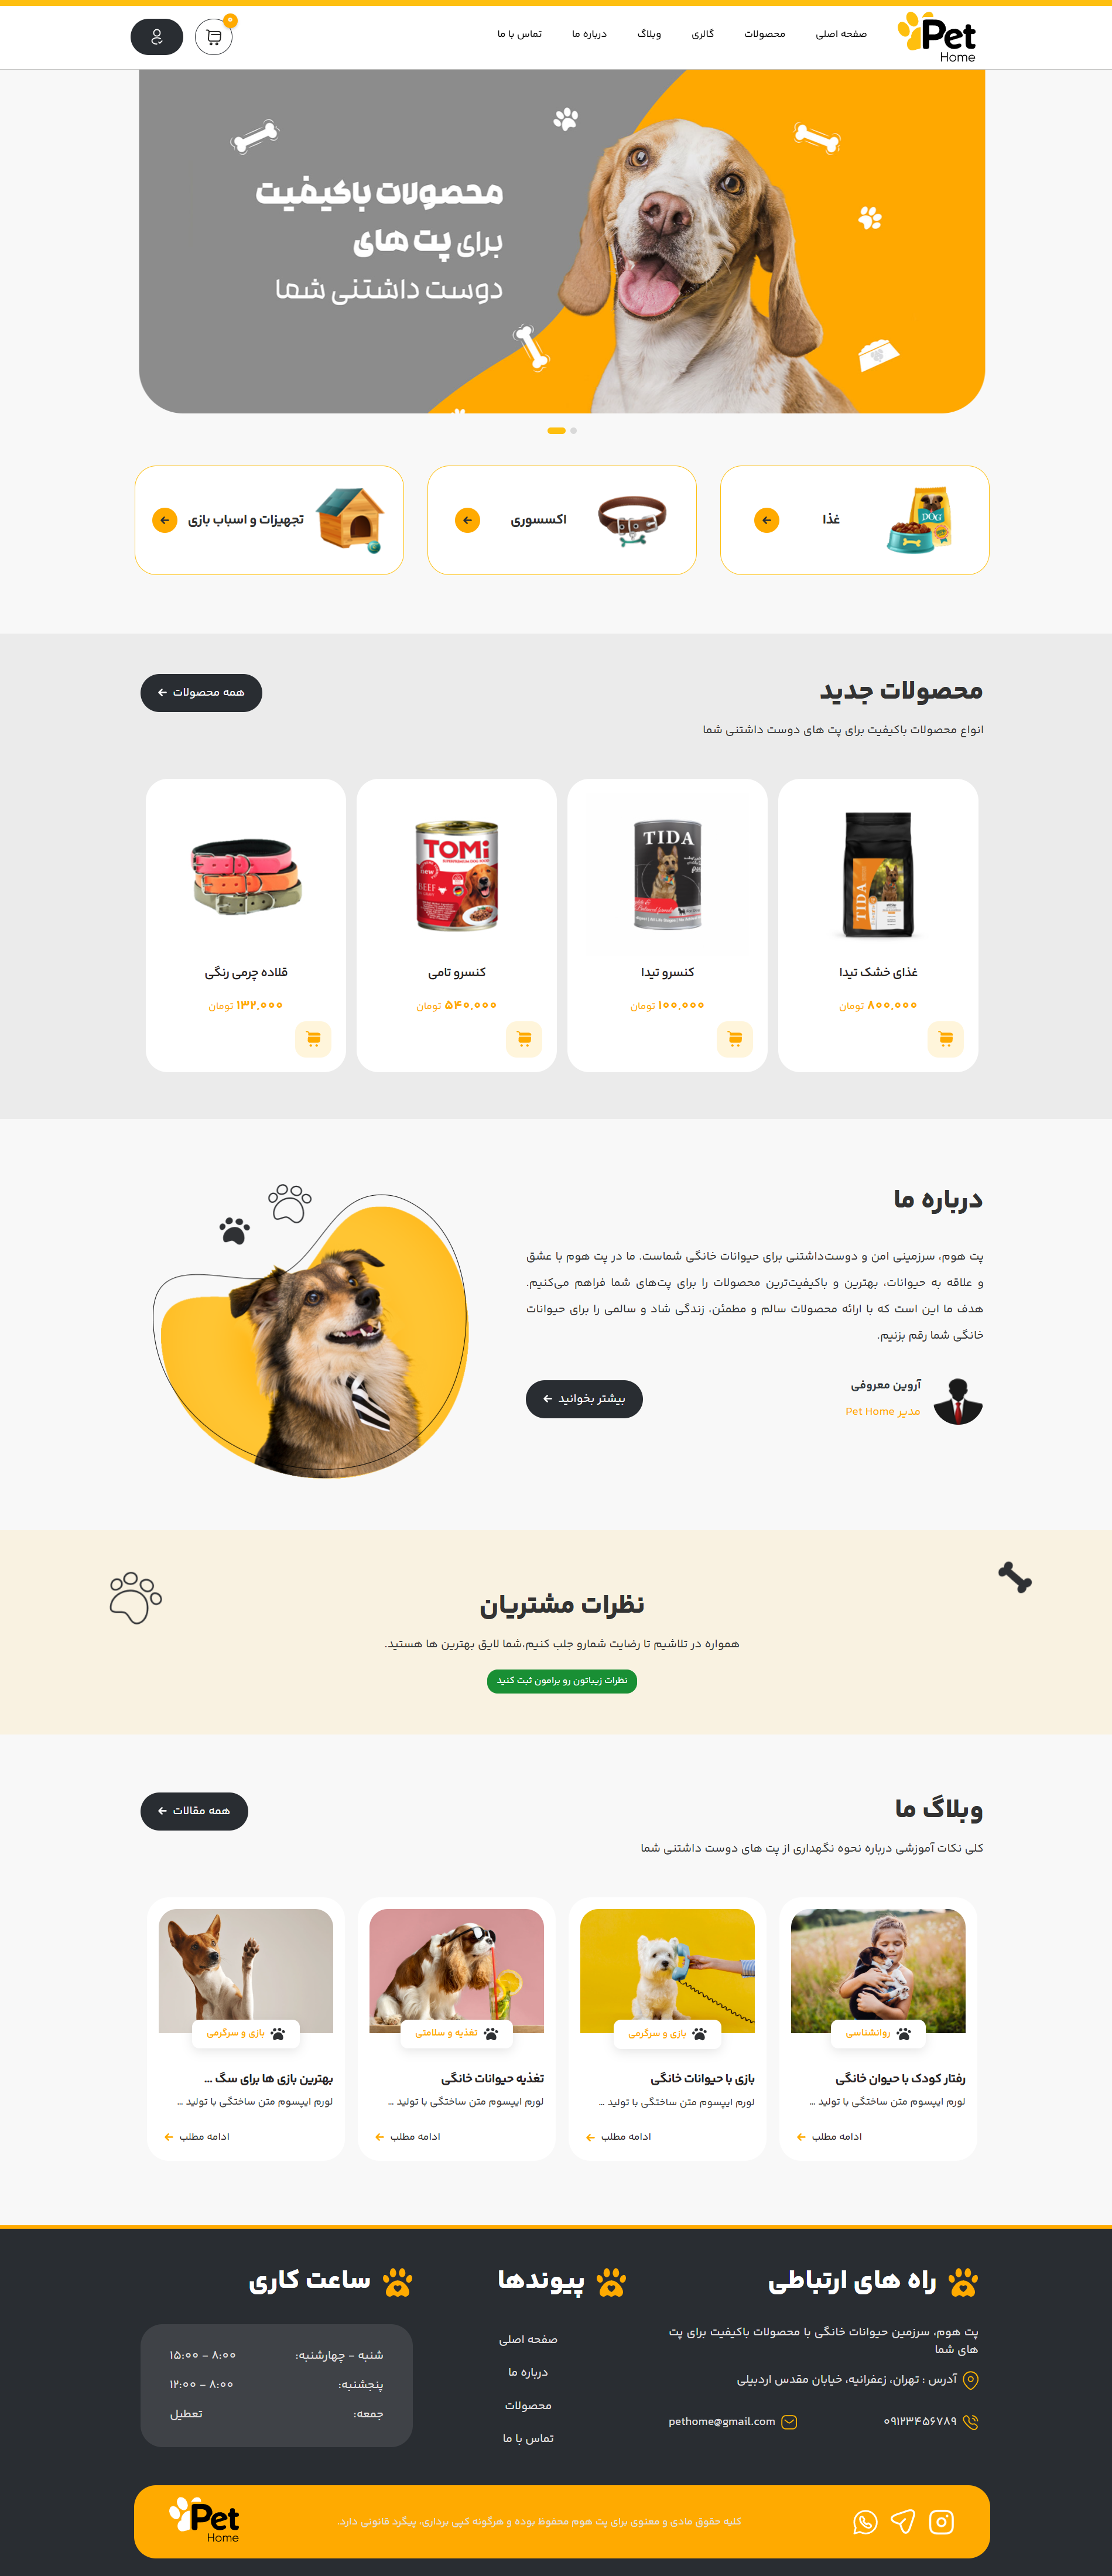 Pet
Home
صفحه اصلی
محصولات
گالری
وبلاگ
درباره ما
تماس با ما
۰
محصولات باکیفیت
برای پت های
دوست داشتنی شما
غذا
اکسسوری
تجهیزات و اسباب بازی
محصولات جدید
همه محصولات
انواع محصولات باکیفیت برای پت های دوست داشتنی شما
TIDA
غذای خشک تیدا
۸۰۰,۰۰۰ تومان
TIDA
کنسرو تیدا
۱۰۰,۰۰۰ تومان
TOMi
new
BEEF
کنسرو تامی
۵۴۰,۰۰۰ تومان
قلاده چرمی رنگی
۱۳۲,۰۰۰ تومان
درباره ما
پت هوم، سرزمینی امن و دوست‌داشتنی برای حیوانات خانگی شماست. ما در پت هوم با عشق
و علاقه به حیوانات، بهترین و باکیفیت‌ترین محصولات را برای پت‌های شما فراهم می‌کنیم.
هدف ما این است که با ارائه محصولات سالم و مطمئن، زندگی شاد و سالمی را برای حیوانات
خانگی شما رقم بزنیم.
آروین معروفی
مدیر Pet Home
بیشتر بخوانید
نظرات مشتریان
همواره در تلاشیم تا رضایت شمارو جلب کنیم،شما لایق بهترین ها هستید.
نظرات زیباتون رو برامون ثبت کنید
وبلاگ ما
همه مقالات
کلی نکات آموزشی درباره نحوه نگهداری از پت های دوست داشتنی شما
روانشناسی
رفتار کودک با حیوان خانگی
لورم ایپسوم متن ساختگی با تولید ...
ادامه مطلب
بازی و سرگرمی
بازی با حیوانات خانگی
لورم ایپسوم متن ساختگی با تولید ...
ادامه مطلب
تغذیه و سلامتی
تغذیه حیوانات خانگی
لورم ایپسوم متن ساختگی با تولید ...
ادامه مطلب
بازی و سرگرمی
بهترین بازی ها برای سگ ...
لورم ایپسوم متن ساختگی با تولید ...
ادامه مطلب
راه های ارتباطی
پت هوم، سرزمین حیوانات خانگی با محصولات باکیفیت برای پت
های شما
آدرس : تهران، زعفرانیه، خیابان مقدس اردبیلی
۰۹۱۲۳۴۵۶۷۸۹
pethome@gmail.com
پیوندها
صفحه اصلی
درباره ما
محصولات
تماس با ما
ساعت کاری
شنبه - چهارشنبه: ۸:۰۰ - ۱۵:۰۰
پنجشنبه: ۸:۰۰ - ۱۲:۰۰
جمعه: تعطیل
کلیه حقوق مادی و معنوی برای پت هوم محفوظ بوده و هرگونه کپی برداری، پیگرد قانونی دارد.
Pet
Home